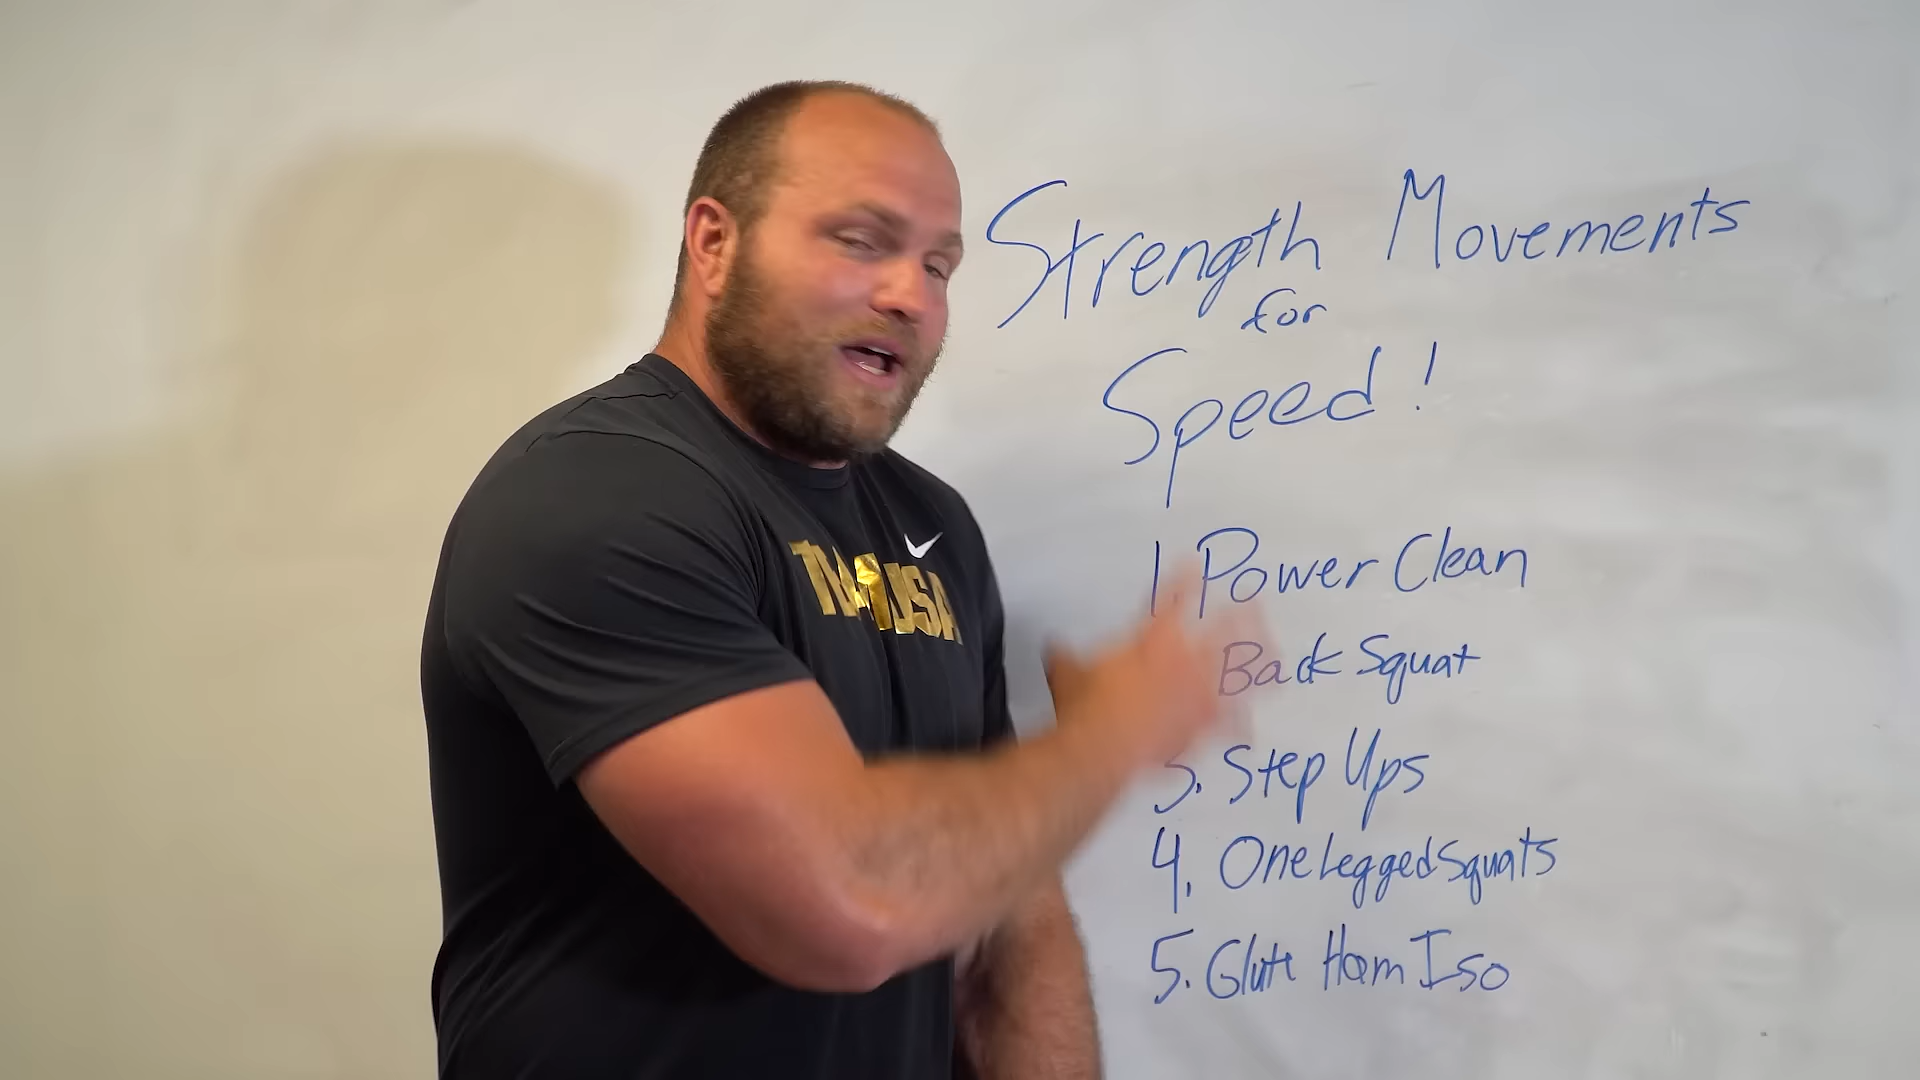 Strength Movements
for
Speed!
1. Power Clean
Back Squat
3. Step Ups
4. One Legged Squats
5. Glute Ham Iso
USA